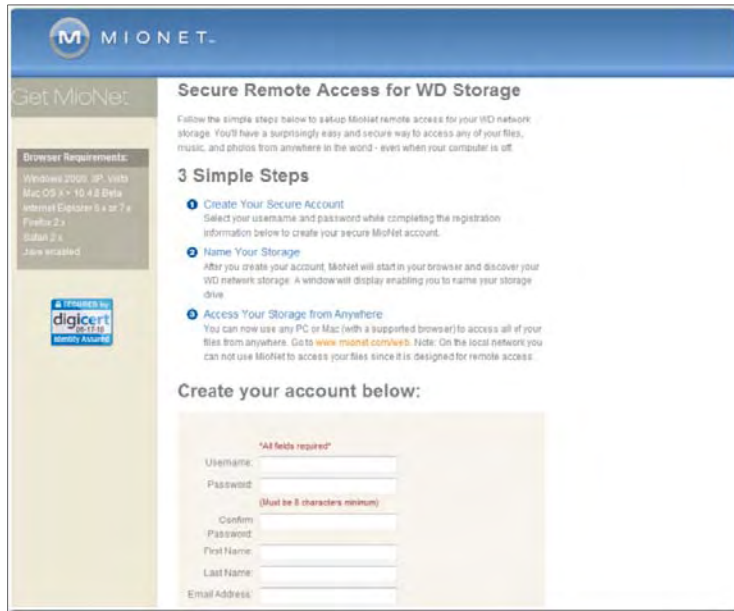 M MIONET™
Get MioNet
Browser Requirements:
Windows 2000, XP, Vista
Mac OS X + 10.4.8 Beta
Internet Explorer 6.x or 7.x
Firefox 2.x
Safari 2.x
Java enabled
SECURED by
digicert
06-17-10
Identity Assured
Secure Remote Access for WD Storage
Follow the simple steps below to set-up MioNet remote access for your WD network
storage. You'll have a surprisingly easy and secure way to access any of your files,
music, and photos from anywhere in the world - even when your computer is off.
3 Simple Steps
1 Create Your Secure Account
Select your username and password while completing the registration
information below to create your secure MioNet account.
2 Name Your Storage
After you create your account, MioNet will start in your browser and discover your
WD network storage. A window will display enabling you to name your storage
drive.
3 Access Your Storage from Anywhere
You can now use any PC or Mac (with a supported browser) to access all of your
files from anywhere. Go to www.mionet.com/web. Note: On the local network you
can not use MioNet to access your files since it is designed for remote access.
Create your account below:
*All fields required*
Username:
Password:
(Must be 8 characters minimum)
Confirm
Password:
First Name:
Last Name:
Email Address: